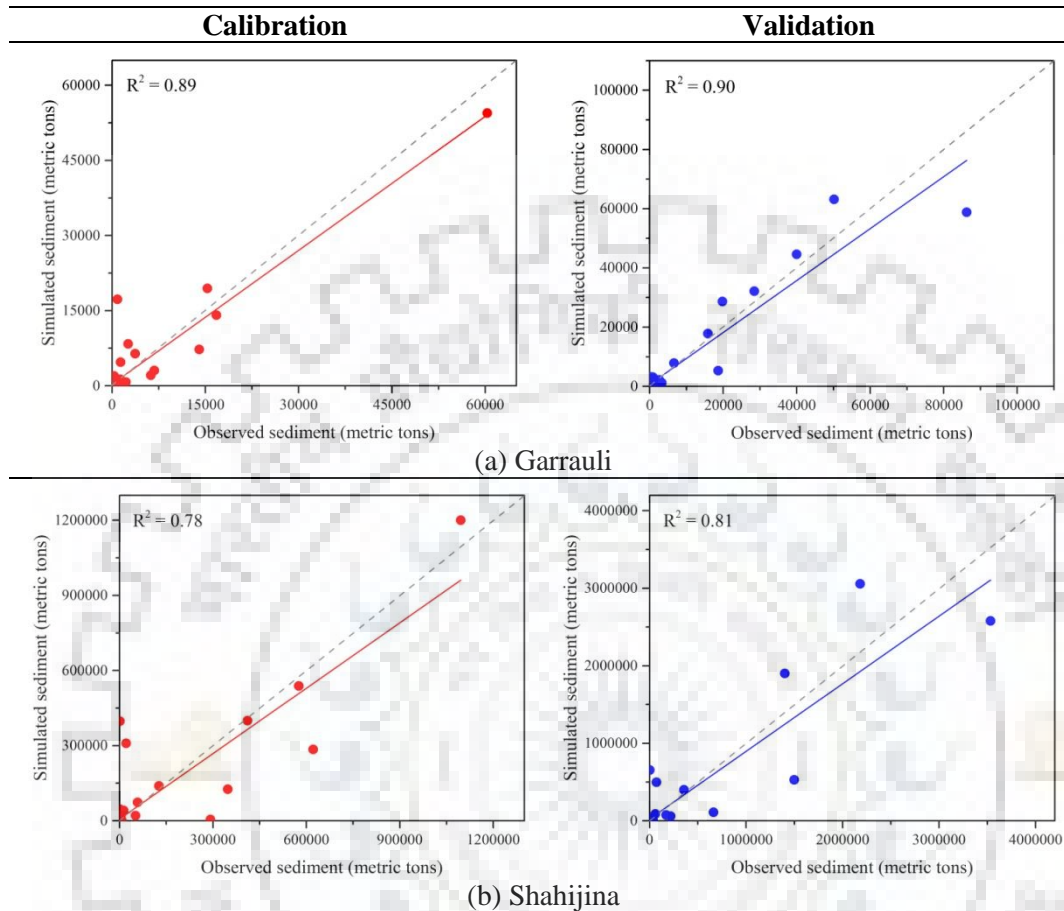 Calibration Validation
R² = 0.89
Simulated sediment (metric tons)
60000
45000
30000
15000
0
0 15000 30000 45000 60000
Observed sediment (metric tons)
R² = 0.90
Simulated sediment (metric tons)
100000
80000
60000
40000
20000
0
0 20000 40000 60000 80000 100000
Observed sediment (metric tons)
(a) Garrauli
R² = 0.78
Simulated sediment (metric tons)
1200000
900000
600000
300000
0
0 300000 600000 900000 1200000
Observed sediment (metric tons)
R² = 0.81
Simulated sediment (metric tons)
4000000
3000000
2000000
1000000
0
0 1000000 2000000 3000000 4000000
Observed sediment (metric tons)
(b) Shahijina